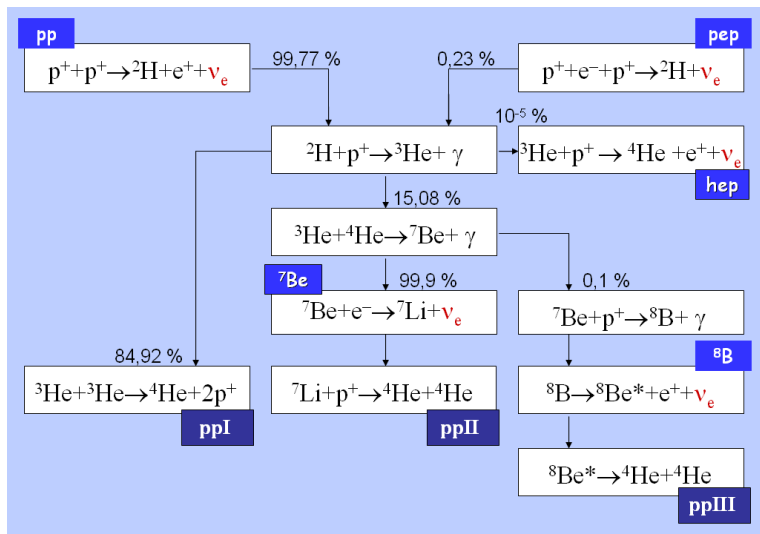 pp
pep
p⁺+p⁺→²H+e⁺+νₑ
99,77 %
0,23 %
p⁺+e⁻+p⁺→²H+νₑ
10⁻⁵ %
²H+p⁺→³He+ γ
³He+p⁺→ ⁴He +e⁺+νₑ
hep
15,08 %
³He+⁴He→⁷Be+ γ
⁷Be
99,9 %
0,1 %
⁷Be+e⁻→⁷Li+νₑ
⁷Be+p⁺→⁸B+ γ
84,92 %
⁸B
³He+³He→⁴He+2p⁺
⁷Li+p⁺→⁴He+⁴He
⁸B→⁸Be*+e⁺+νₑ
ppI
ppII
⁸Be*→⁴He+⁴He
ppIII